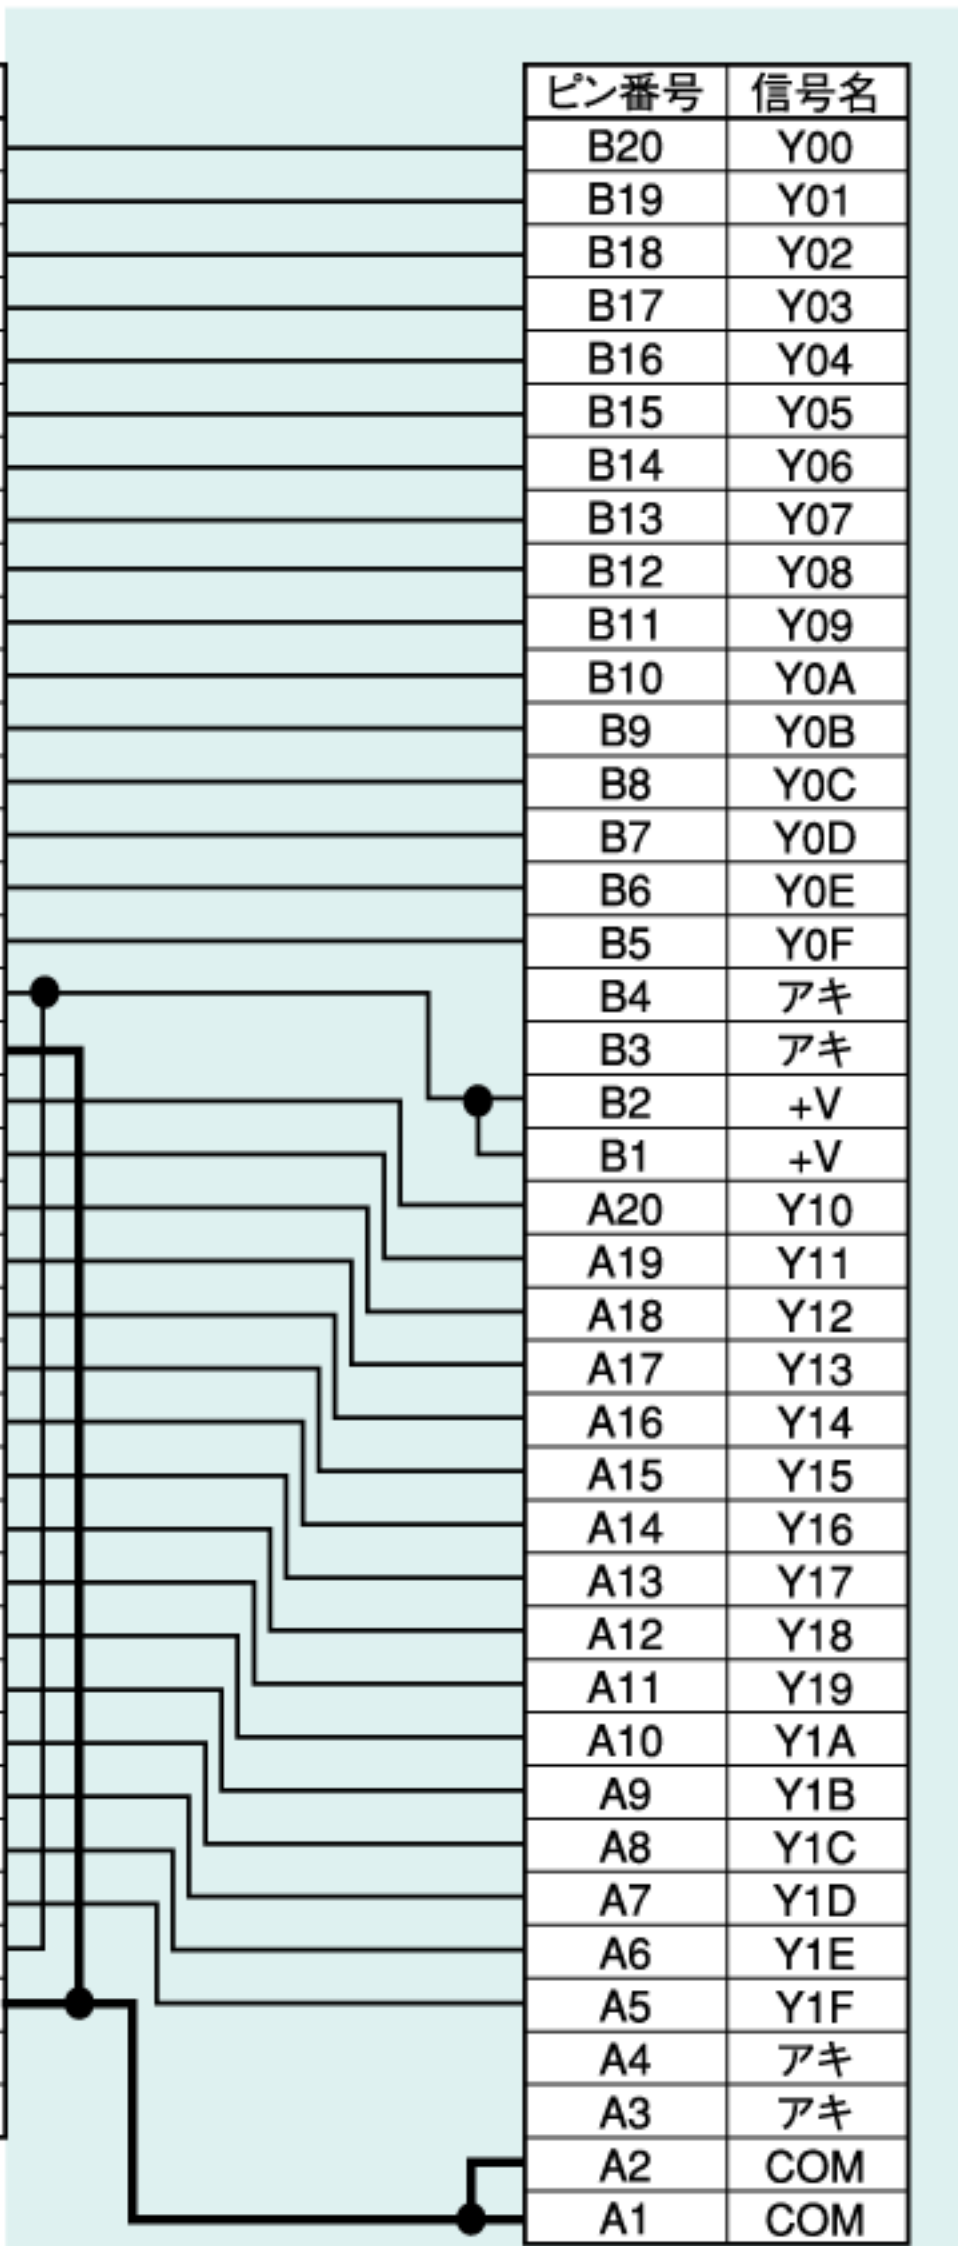 ピン番号 信号名
B20 Y00
B19 Y01
B18 Y02
B17 Y03
B16 Y04
B15 Y05
B14 Y06
B13 Y07
B12 Y08
B11 Y09
B10 Y0A
B9 Y0B
B8 Y0C
B7 Y0D
B6 Y0E
B5 Y0F
B4 アキ
B3 アキ
B2 +V
B1 +V
A20 Y10
A19 Y11
A18 Y12
A17 Y13
A16 Y14
A15 Y15
A14 Y16
A13 Y17
A12 Y18
A11 Y19
A10 Y1A
A9 Y1B
A8 Y1C
A7 Y1D
A6 Y1E
A5 Y1F
A4 アキ
A3 アキ
A2 COM
A1 COM